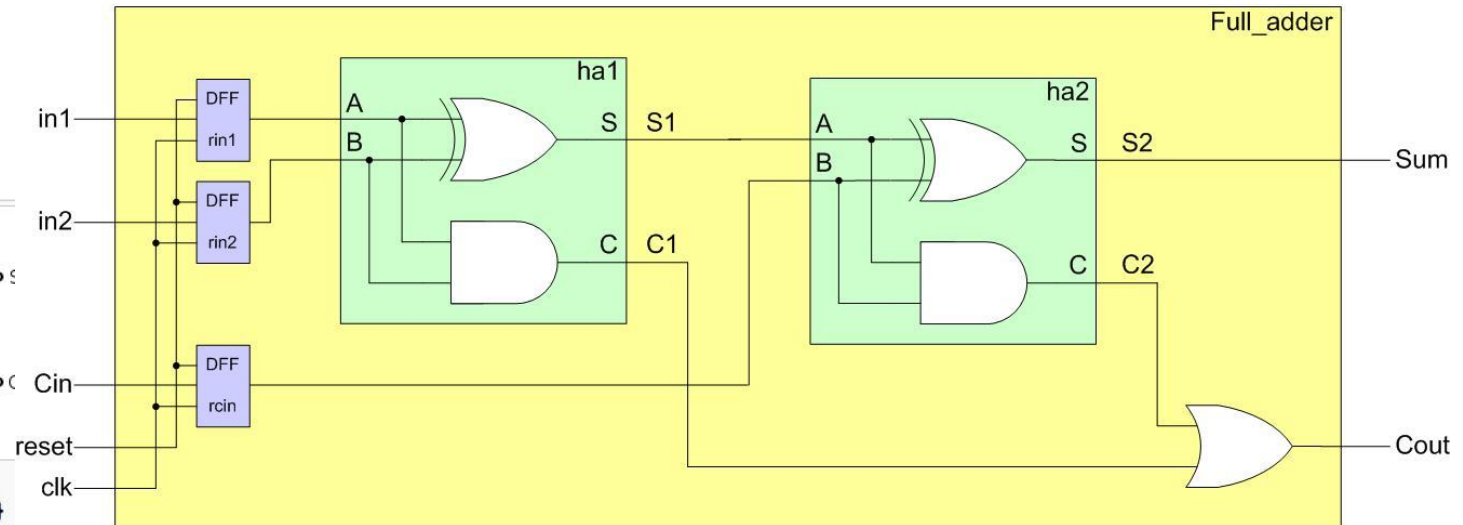 Full_adder
ha1
ha2
DFF
rin1
in1
A
B
S
S1
A
B
S
S2
Sum
DFF
rin2
in2
C
C1
C
C2
DFF
rcin
Cin
reset
clk
Cout